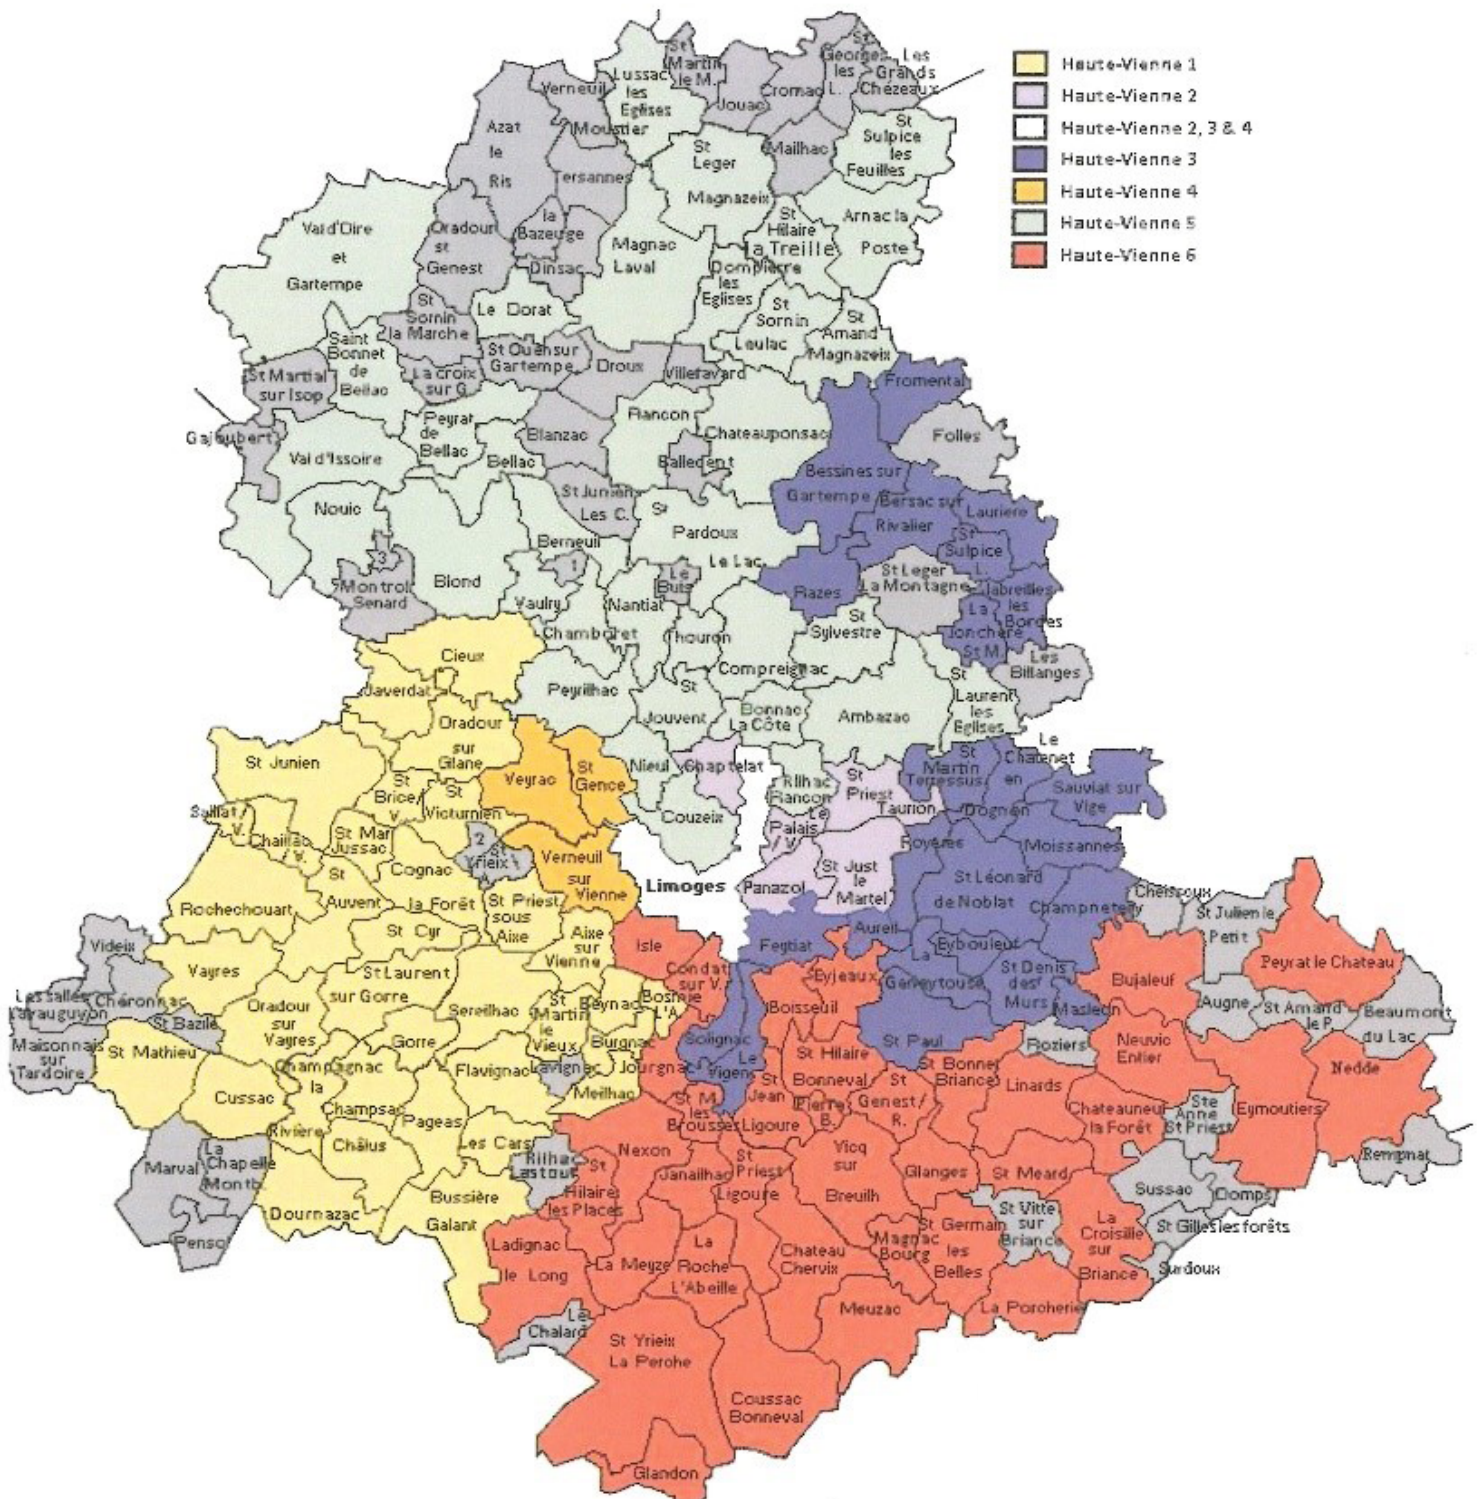 Haute-Vienne 1
Haute-Vienne 2
Haute-Vienne 2, 3 & 4
Haute-Vienne 3
Haute-Vienne 4
Haute-Vienne 5
Haute-Vienne 6
Lussac
les
Eglises
St
Martin
le M.
Jouac
Cromac
St
Georges
les
L.
Les
Grands
Chézeaux
Verneuil
Moustier
Azat
le
Ris
Tersannes
St
Leger
Magnazeix
Mailhac
St
Sulpice
les
Feuilles
Val d'Oire
et
Gartempe
Oradour
st
Genest
la
Bazeuge
Dinsac
Magnac
Laval
St
Hilaire
la Treille
Arnac la
Poste
Dompierre
les
Eglises
St
Sornin
la Marche
Le Dorat
St
Sornin
Leulac
St
Amand
Magnazeix
Saint
Bonnet
de
Bellac
St Ouen sur
Gartempe
Droux
Villefavard
St Martial
sur Isop
La croix
sur G.
Fromental
Gajoubert
Val d'Issoire
Peyrat
de
Bellac
Bellac
Blanzac
Rancon
Chateauponsac
Folles
Balledent
Bessines sur
Gartempe
Bersac sur
Rivalier
Lauriere
Nouic
St Junien
Les C.
St
Pardoux
Le Lac
St
Sulpice
L.
3
Montrol
Senard
Blond
Berneuil
1
Vaulry
Le
Buis
Nantiat
Razes
St Leger
La Montagne
Jabreilles
les
Bordes
La
Jonchère
St M.
Chamboret
Thouron
Compreignac
St
Sylvestre
Les
Billanges
Cieux
Javerdat
Peyrilhac
St
Jouvent
Bonnac
La Côte
Ambazac
St
Laurent
les
Eglises
Oradour
sur
Glane
St Junien
Veyrac
St
Gence
Nieul
Chaptelat
Rilhac
Rancon
St
Priest
Taurion
St
Martin
Terressus
Le
Chatenet
en
Dognon
Sauviat sur
Vige
Saillat/
V.
Chaillac
/ V.
St
Brice/
V.
St
Victurnien
Couzeix
Le
Palais
/ V.
Royères
Moissannes
St Mar
Jussac
Cognac
la Forêt
2
St
Yrieix
A
Verneuil
sur
Vienne
Limoges
Panazol
St Just
le
Martel
St Léonard
de Noblat
Champnetery
Cheissoux
St Julien le
Petit
Rochechouart
St
Auvent
St Cyr
St Priest
sous
Aixe
Aixe
sur
Vienne
Isle
Feytiat
Aureil
Eybouleuf
Peyrat le Chateau
Videix
Vayres
St Laurent
sur Gorre
Condat
sur V.
Eyjeaux
La
Geneytouse
St Denis
des
Murs
Bujaleuf
Augne
St Amand
le P.
Beaumont
du Lac
Les salles
Lavauguyon
Chéronnac
St Bazile
Oradour
sur
Vayres
Sereilhac
St
Martin
le
Vieux
Beynac
Bosmie
L'A
Boisseuil
Masleon
Maisonnais
sur
Tardoire
St Mathieu
Gorre
Burgnac
Solignac
Le
Vigen
St Paul
Roziers
Neuvic
Entier
Cussac
Champagnac
la
Rivière
Champsac
Flavignac
Lavignac
Jourgnac
Meilhac
St Hilaire
Bonneval
St Bonnet
Briance
Linards
Nedde
St M.
les
Brousses
St
Jean
Ligoure
Pierre
B.
St
Genest/
R.
Chateauneuf
la Forêt
Ste
Anne
St Priest
Eymoutiers
Marval
La
Chapelle
Montb
Châlus
Pageas
Les Cars
Rilhac
Lastour
Nexon
Janailhac
St
Priest
Ligoure
Vicq
sur
Breuilh
Glanges
St Meard
Rempnat
Pensol
Dournazac
Bussière
Galant
St
Hilaire
les Places
Sussac
Domps
St Vitte
sur
Briance
St Gilles les forêts
Surdoux
Ladignac
le Long
La Meyze
La
Roche
L'Abeille
Chateau
Chervix
Magnac
Bourg
St Germain
les
Belles
La
Croisille
sur
Briance
Meuzac
La Porcherie
Le
Chalard
St Yrieix
La Perche
Coussac
Bonneval
Glandon